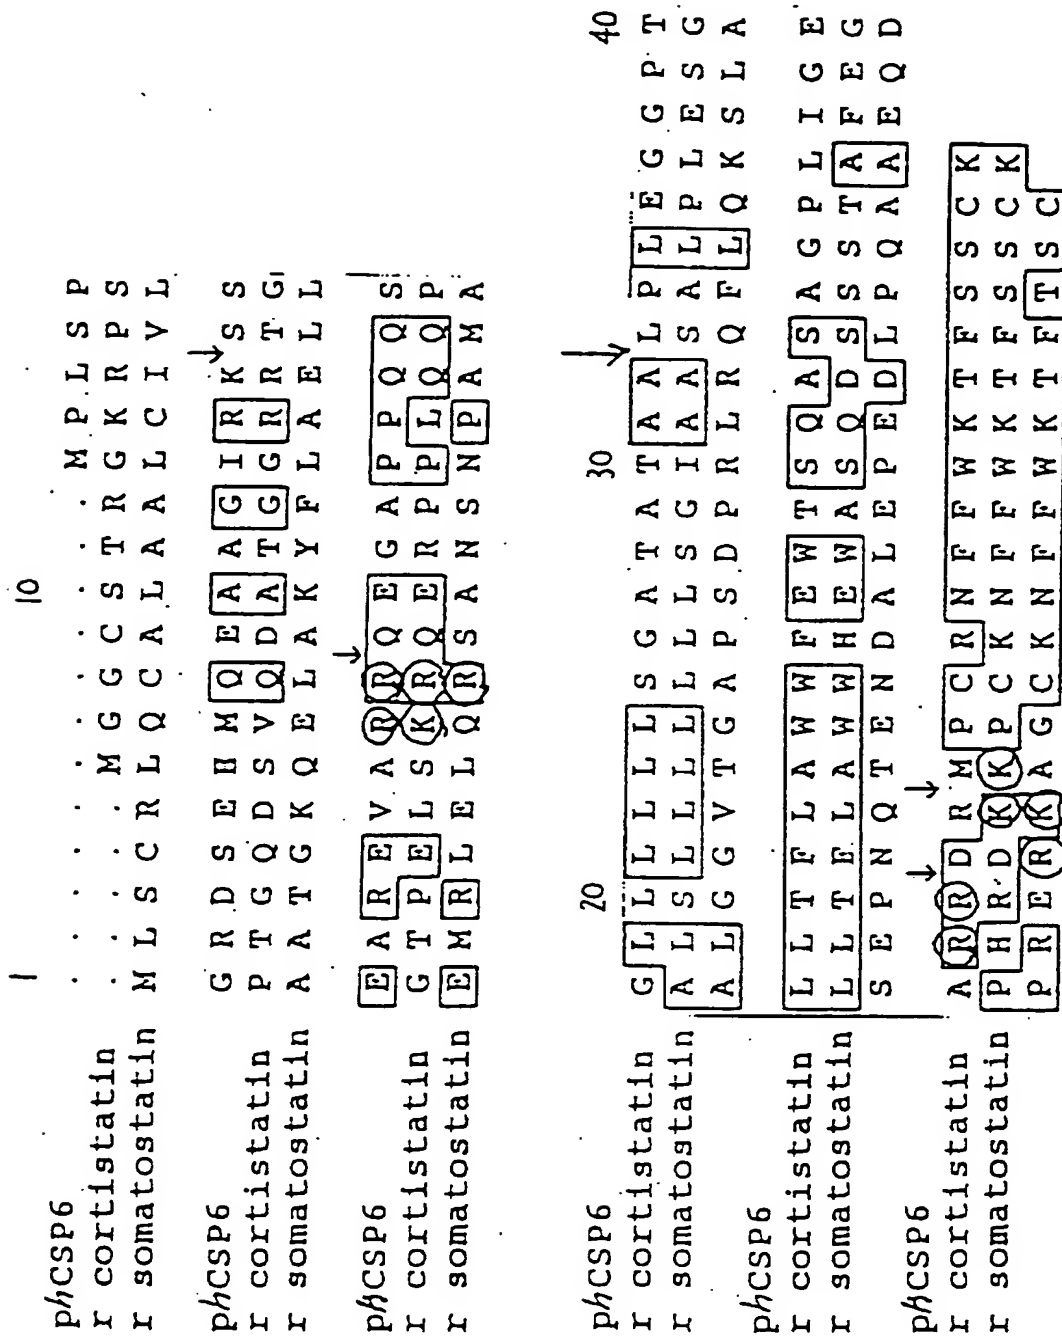 1 10
phCSP6 . . . . . . . . . . . . M P L S P
r cortistatin . . . . . M G G C S T R G K R P S
r somatostatin M L S C R L Q C A L A A L C I V L
phCSP6 G R D S E H M Q E A A G I R K S S
r cortistatin P T G Q D S V Q D A T G G R R T G
r somatostatin A A T G K Q E L A K Y F L A E L L
phCSP6 E A R E V A R R Q E G A P P Q Q S
r cortistatin G T P E L S K R Q E R P P L Q Q P
r somatostatin E M R L E L Q R S A N S N P A M A
20 30 40
phCSP6 G L L L L L L S G A T A T A A L P L E G G P T
r cortistatin A L S L L L L L L L S G I A A S A L P L E S G
r somatostatin A L G G V T G A P S D P R L R Q F L Q K S L A
phCSP6 L L T F L A W W F E W T S Q A S A G P L I G E
r cortistatin L L T E L A W W H E W A S Q D S S S T A F E G
r somatostatin S E P N Q T E N D A L E P E D L P Q A A E Q D
phCSP6 A R R D R M P C R N F F W K T F S S C K
r cortistatin P H R D K K P C K N F F W K T F S S C K
r somatostatin P R E R K A G C K N F F W K T F T S C